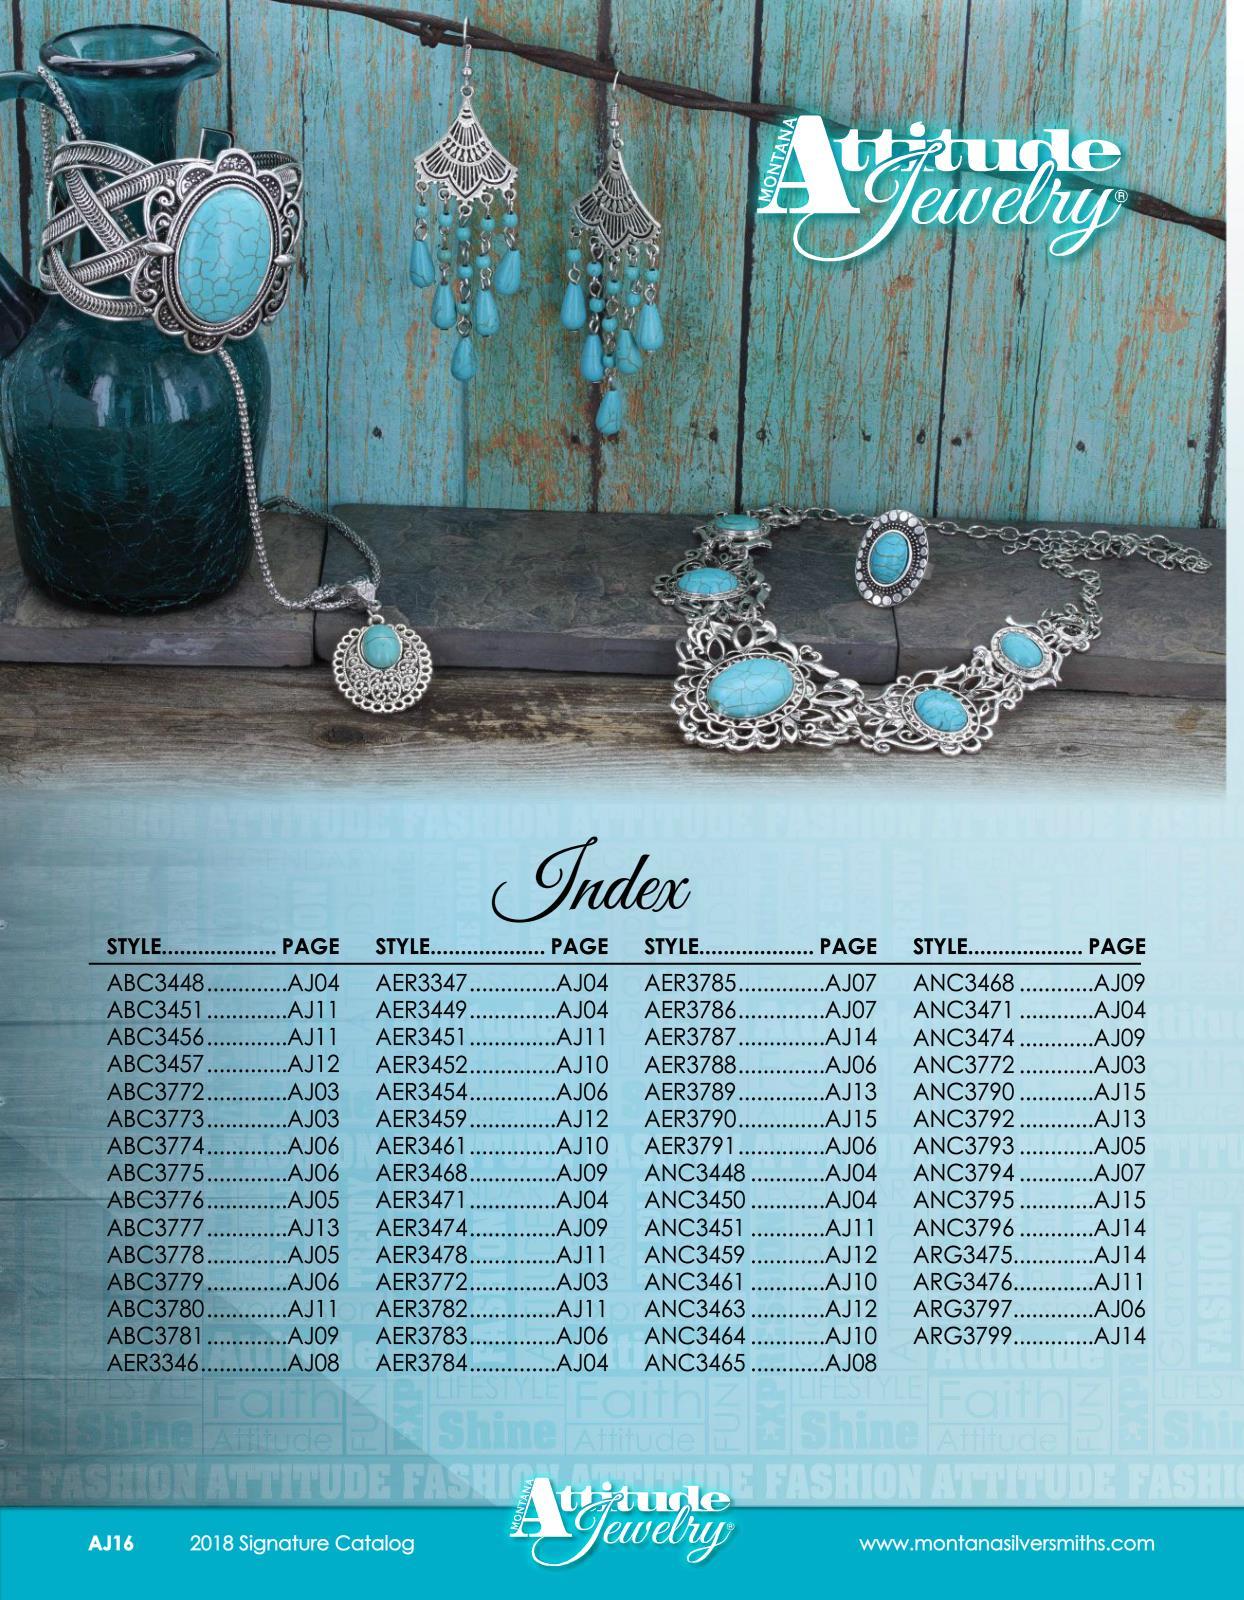 MONTANA
Attitude
Jewelry®
Index
STYLE................... PAGE
ABC3448.............AJ04
ABC3451.............AJ11
ABC3456.............AJ11
ABC3457.............AJ12
ABC3772.............AJ03
ABC3773.............AJ03
ABC3774.............AJ06
ABC3775.............AJ06
ABC3776.............AJ05
ABC3777.............AJ13
ABC3778.............AJ05
ABC3779.............AJ06
ABC3780.............AJ11
ABC3781.............AJ09
AER3346..............AJ08
STYLE................... PAGE
AER3347..............AJ04
AER3449..............AJ04
AER3451..............AJ11
AER3452..............AJ10
AER3454..............AJ06
AER3459..............AJ12
AER3461..............AJ10
AER3468..............AJ09
AER3471..............AJ04
AER3474..............AJ09
AER3478..............AJ11
AER3772..............AJ03
AER3782..............AJ11
AER3783..............AJ06
AER3784..............AJ04
STYLE................... PAGE
AER3785..............AJ07
AER3786..............AJ07
AER3787..............AJ14
AER3788..............AJ06
AER3789..............AJ13
AER3790..............AJ15
AER3791..............AJ06
ANC3448 ............AJ04
ANC3450 ............AJ04
ANC3451 ............AJ11
ANC3459 ............AJ12
ANC3461 ............AJ10
ANC3463 ............AJ12
ANC3464 ............AJ10
ANC3465 ............AJ08
STYLE................... PAGE
ANC3468 ............AJ09
ANC3471 ............AJ04
ANC3474 ............AJ09
ANC3772 ............AJ03
ANC3790 ............AJ15
ANC3792 ............AJ13
ANC3793 ............AJ05
ANC3794 ............AJ07
ANC3795 ............AJ15
ANC3796 ............AJ14
ARG3475.............AJ14
ARG3476.............AJ11
ARG3797.............AJ06
ARG3799.............AJ14
LIFESTYLE
Faith
Shine
Attitude
FUN
FASHION ATTITUDE FASHION ATTITUDE FASHION ATTITUDE
AJ16
2018 Signature Catalog
MONTANA
Attitude
Jewelry®
www.montanasilversmiths.com